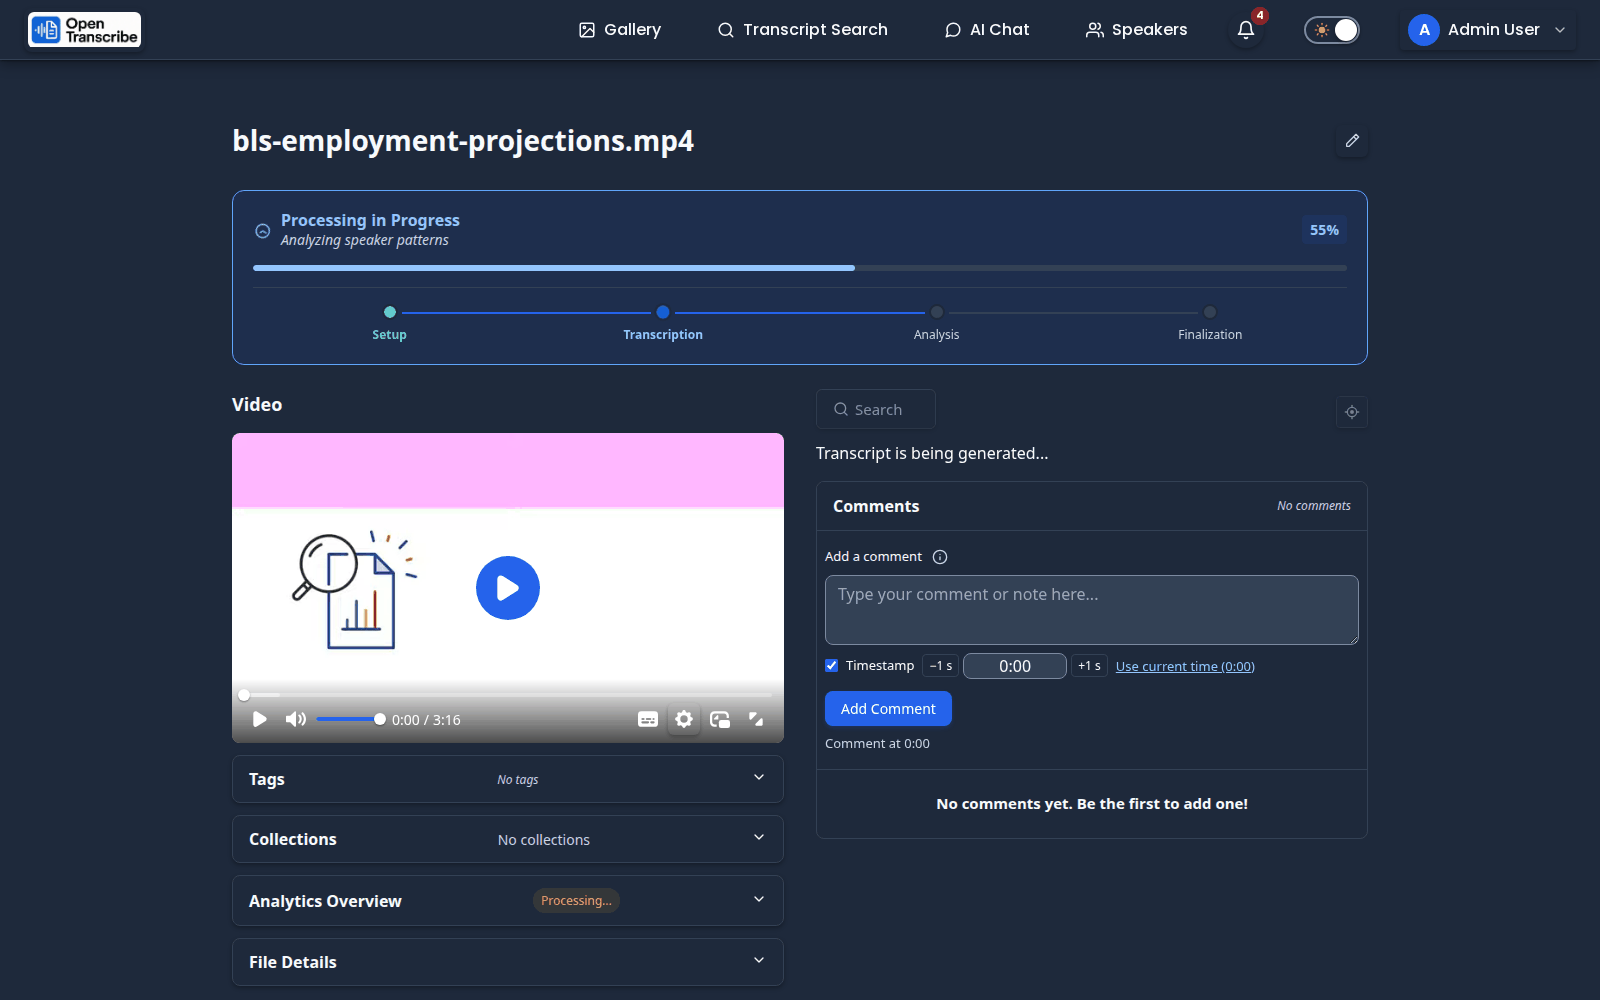 Open
Transcribe
Gallery
Transcript Search
AI Chat
Speakers
4
A
Admin User
bls-employment-projections.mp4
Processing in Progress
Analyzing speaker patterns
55%
Setup
Transcription
Analysis
Finalization
Video
0:00 / 3:16
Tags
No tags
Collections
No collections
Analytics Overview
Processing...
File Details
Search
Transcript is being generated...
Comments
No comments
Add a comment
Type your comment or note here...
Timestamp
−1 s
0:00
+1 s
Use current time (0:00)
Add Comment
Comment at 0:00
No comments yet. Be the first to add one!